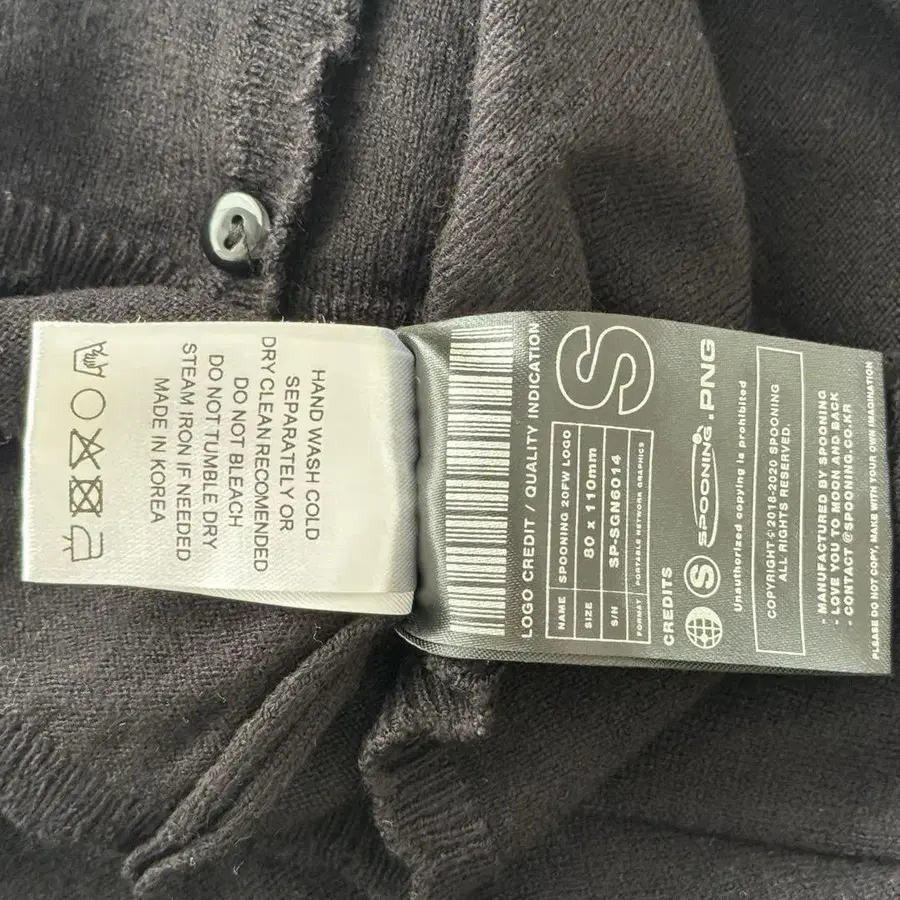 HAND WASH COLD
SEPARATELY OR
DRY CLEAN RECOMENDED
DO NOT BLEACH
DO NOT TUMBLE DRY
STEAM IRON IF NEEDED
MADE IN KOREA
LOGO CREDIT / QUALITY INDICATION
S
NAME SPOONING 20FW LOGO
SIZE 80 x 110mm
S/N SP-SGN6014
FORMAT PORTABLE NETWORK GRAPHICS
CREDITS
S SPOONING.PNG
Unauthorized copying is prohibited
COPYRIGHT © 2018-2020 SPOONING
ALL RIGHTS RESERVED.
- MANUFACTURED BY SPOONING
- LOVE YOU TO MOON AND BACK
- CONTACT @SPOONING.CO.KR
PLEASE DO NOT COPY, MAKE WITH YOUR OWN IMAGINATION